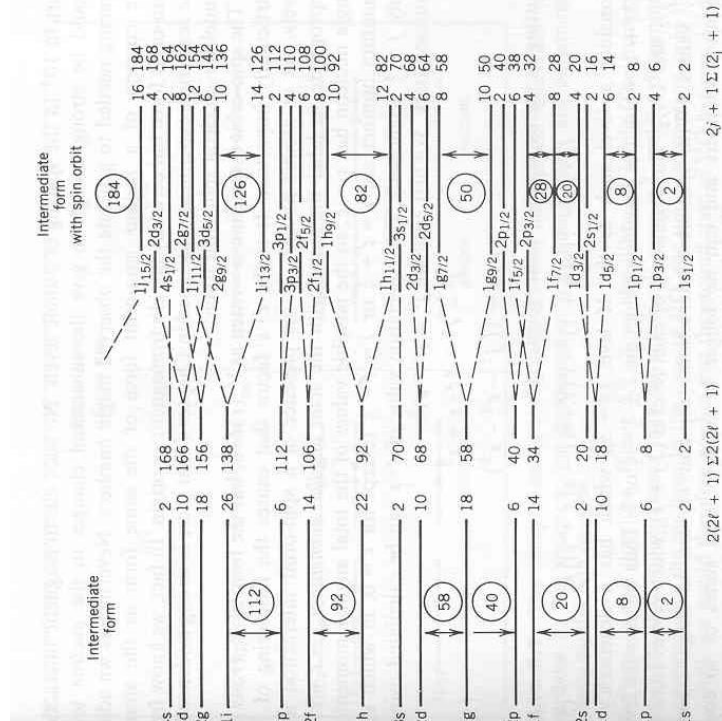 Intermediate
form
Intermediate
form
with spin orbit
s 2 168
d 10 166
g 18 156
1i 26 138
112
p 6 112
2f 14 106
92
h 22 92
3s 2 70
d 10 68
58
g 18 58
40
p 6 40
f 14 34
20
2s 2 20
d 10 18
8
p 6 8
2
1s 2 2
2(2ℓ + 1) Σ2(2ℓ + 1)
184
1j15/2 16 184
2d3/2 4 168
4s1/2 2 164
2g7/2 8 162
1i11/2 12 154
3d5/2 6 142
2g9/2 10 136
126
1i13/2 14 126
3p1/2 2 112
3p3/2 4 110
2f5/2 6 108
2f1/2 8 100
1h9/2 10 92
82
1h11/2 12 82
3s1/2 2 70
2d3/2 4 68
2d5/2 6 64
1g7/2 8 58
50
1g9/2 10 50
2p1/2 2 40
1f5/2 6 38
2p3/2 4 32
28
1f7/2 8 28
20
1d3/2 4 20
2s1/2 2 16
1d5/2 6 14
8
1p1/2 2 8
1p3/2 4 6
2
1s1/2 2 2
2j + 1 Σ(2j + 1)